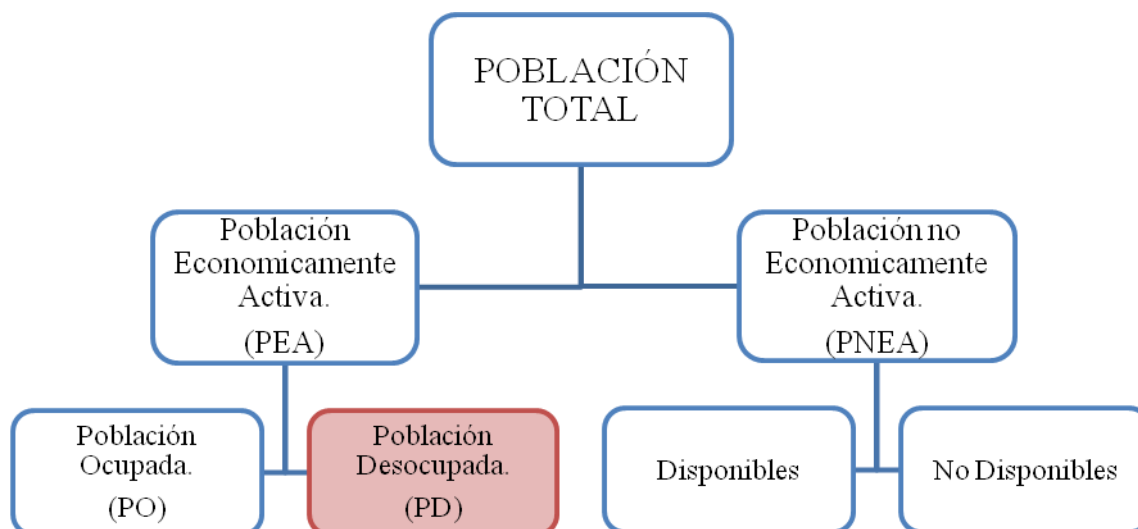 POBLACIÓN
TOTAL
Población
Economicamente
Activa.
(PEA)
Población no
Economicamente
Activa.
(PNEA)
Población
Ocupada.
(PO)
Población
Desocupada.
(PD)
Disponibles
No Disponibles